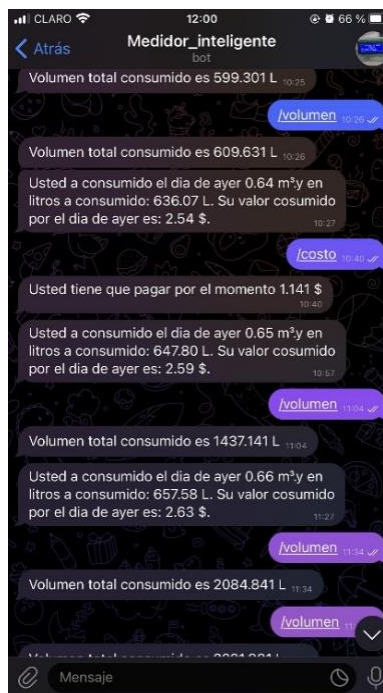 CLARO 12:00 66 %
Atrás Medidor_inteligente
bot
Volumen total consumido es 599.301 L 10:25
/volumen 10:26
Volumen total consumido es 609.631 L 10:26
Usted a consumido el dia de ayer 0.64 m³.y en
litros a consumido: 636.07 L. Su valor cosumido
por el dia de ayer es: 2.54 $. 10:27
/costo 10:40
Usted tiene que pagar por el momento 1.141 $
10:40
Usted a consumido el dia de ayer 0.65 m³.y en
litros a consumido: 647.80 L. Su valor cosumido
por el dia de ayer es: 2.59 $. 10:57
/volumen 11:04
Volumen total consumido es 1437.141 L 11:04
Usted a consumido el dia de ayer 0.66 m³.y en
litros a consumido: 657.58 L. Su valor cosumido
por el dia de ayer es: 2.63 $. 11:27
/volumen 11:34
Volumen total consumido es 2084.841 L 11:34
/volumen
Mensaje